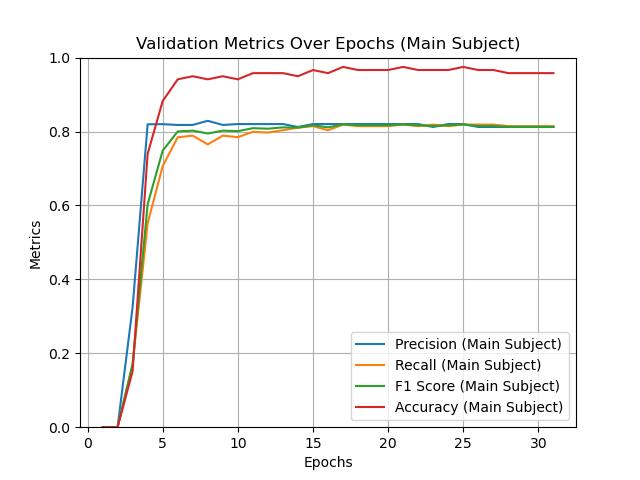 Validation Metrics Over Epochs (Main Subject)
1.0
0.8
0.6
0.4
0.2
0.0
Metrics
0 5 10 15 20 25 30
Epochs
Precision (Main Subject)
Recall (Main Subject)
F1 Score (Main Subject)
Accuracy (Main Subject)